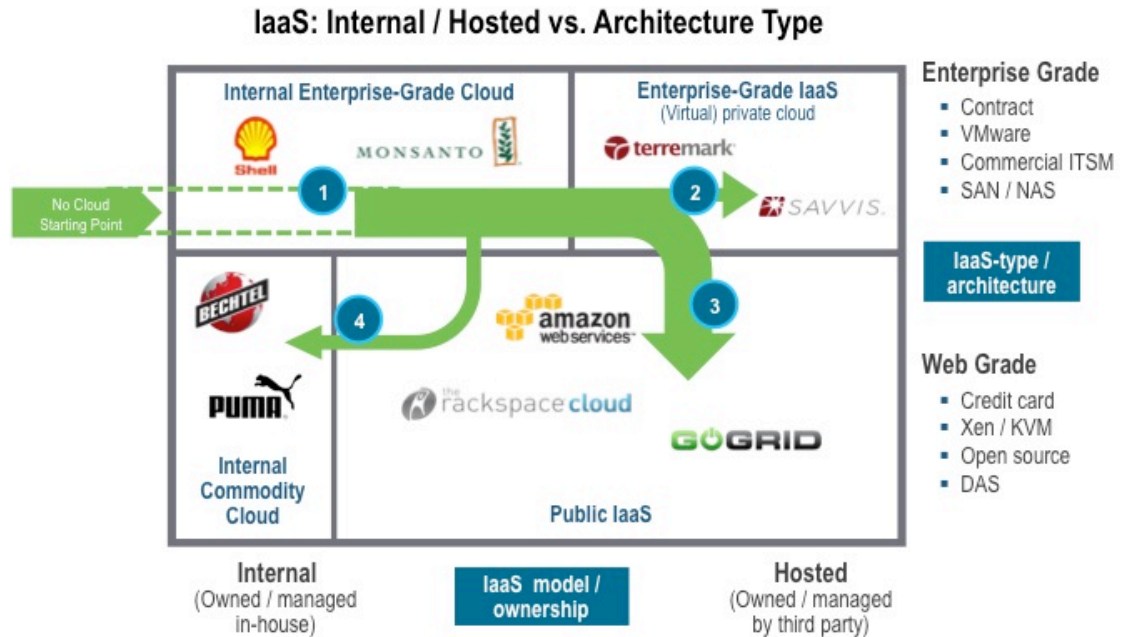 IaaS: Internal / Hosted vs. Architecture Type
Internal Enterprise-Grade Cloud
Shell
MONSANTO
Enterprise-Grade IaaS
(Virtual) private cloud
terremark
SAVVIS.
No Cloud
Starting Point
1
2
3
4
BECHTEL
PUMA
Internal
Commodity
Cloud
amazon
webservices™
the
rackspace cloud
GOGRID
Public IaaS
Enterprise Grade
▪ Contract
▪ VMware
▪ Commercial ITSM
▪ SAN / NAS
IaaS-type /
architecture
Web Grade
▪ Credit card
▪ Xen / KVM
▪ Open source
▪ DAS
Internal
(Owned / managed
in-house)
IaaS model /
ownership
Hosted
(Owned / managed
by third party)